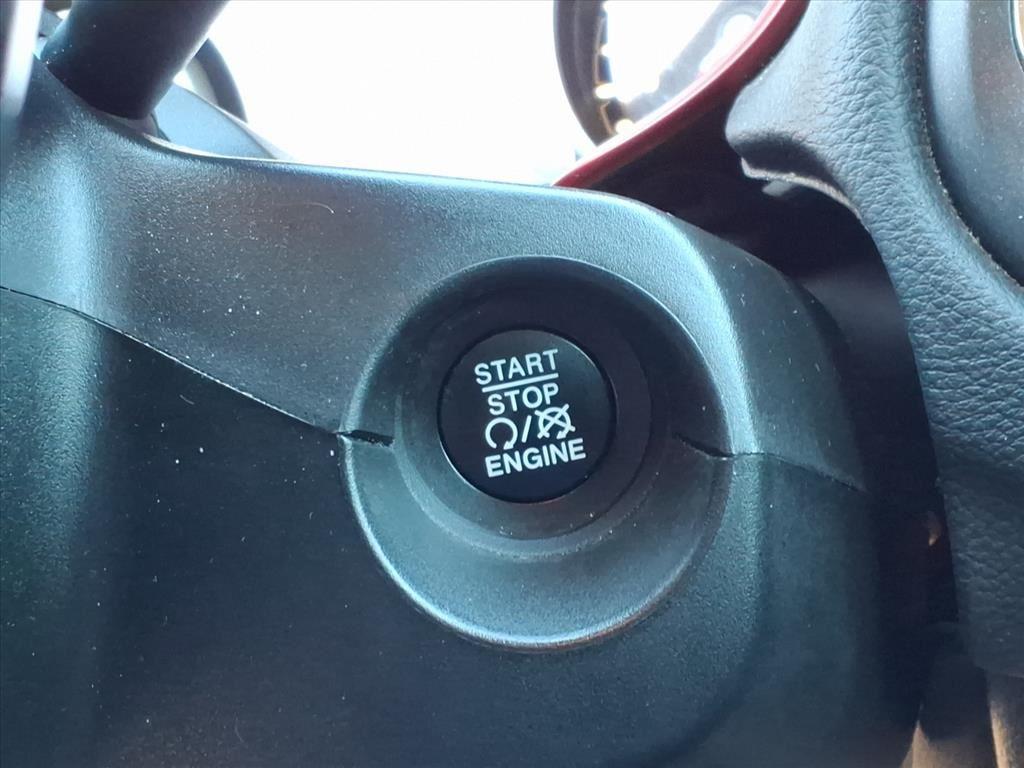 START
STOP
/
ENGINE